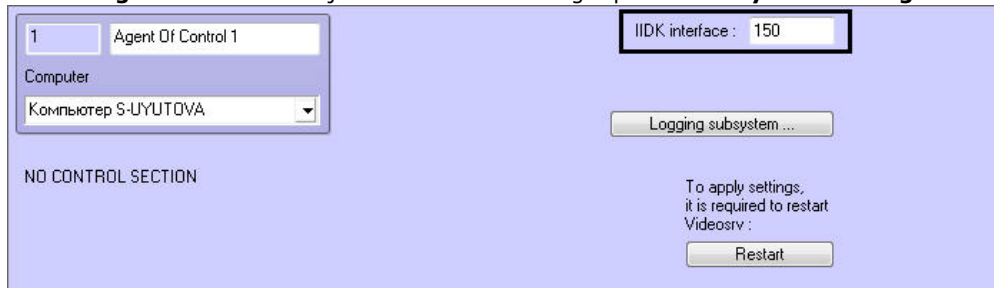 1
Agent Of Control 1
IIDK interface :
150
Computer
Компьютер S-UYUTOVA
Logging subsystem ...
NO CONTROL SECTION
To apply settings,
it is required to restart
Videosrv :
Restart